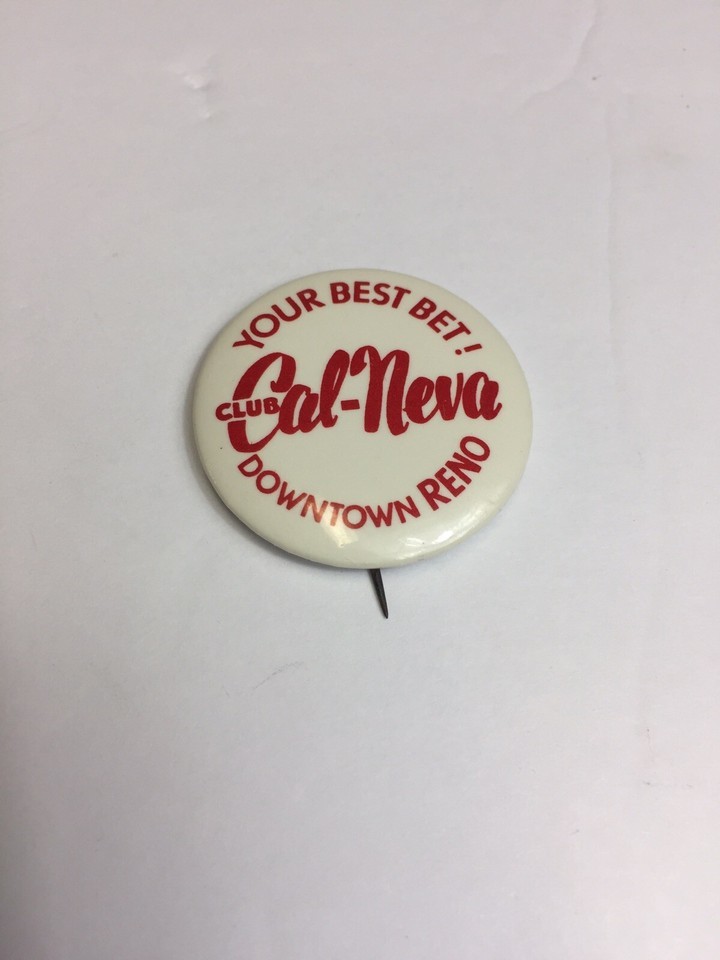 YOUR BEST BET!
CLUB Cal-Neva
DOWNTOWN RENO